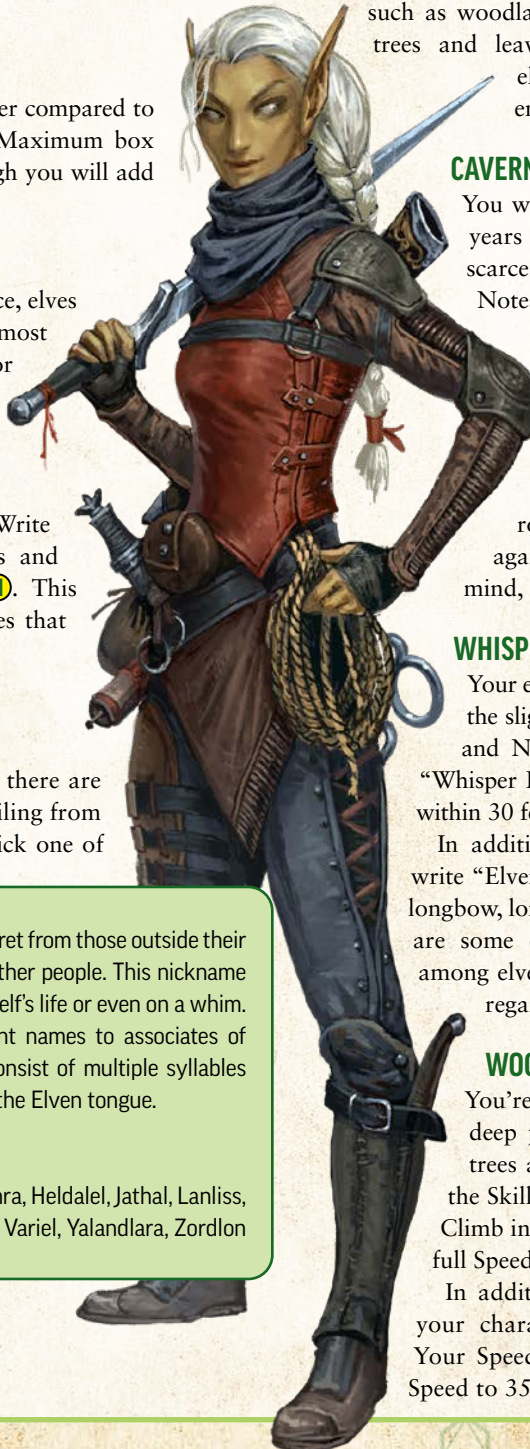 er compared to
Maximum box
gh you will add
ce, elves
most
or
Write
s and
). This
es that
there are
iling from
ick one of
ret from those outside their
ther people. This nickname
elf's life or even on a whim.
nt names to associates of
onsist of multiple syllables
the Elven tongue.
ra, Heldalel, Jathal, Lanliss,
Variel, Yalandlara, Zordlon
such as woodla
trees and leav
el
en
CAVERN
You w
years
scarce
Note
ro
aga
mind,
WHISP
Your e
the slig
and N
"Whisper
within 30 fe
In additi
write "Elven
longbow, lon
are some
among elve
rega
WOO
You're
deep
trees a
the Skill
Climb in
full Speed
In addit
your chara
Your Speed
Speed to 35